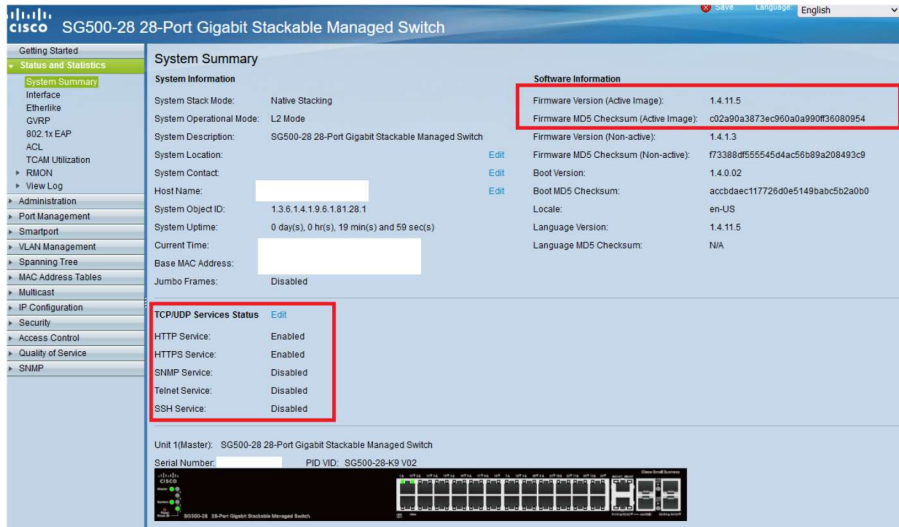 Save Language: English
cisco SG500-28 28-Port Gigabit Stackable Managed Switch
Getting Started
Status and Statistics
System Summary
Interface
Etherlike
GVRP
802.1x EAP
ACL
TCAM Utilization
RMON
View Log
Administration
Port Management
Smartport
VLAN Management
Spanning Tree
MAC Address Tables
Multicast
IP Configuration
Security
Access Control
Quality of Service
SNMP
System Summary
System Information
System Stack Mode: Native Stacking
System Operational Mode: L2 Mode
System Description: SG500-28 28-Port Gigabit Stackable Managed Switch
System Location: Edit
System Contact: Edit
Host Name: Edit
System Object ID: 1.3.6.1.4.1.9.6.1.81.28.1
System Uptime: 0 day(s), 0 hr(s), 19 min(s) and 59 sec(s)
Current Time:
Base MAC Address:
Jumbo Frames: Disabled
Software Information
Firmware Version (Active Image): 1.4.11.5
Firmware MD5 Checksum (Active Image): c02a90a3873ec960a0a990ff36080954
Firmware Version (Non-active): 1.4.1.3
Firmware MD5 Checksum (Non-active): f73388df555545d4ac56b89a208493c9
Boot Version: 1.4.0.02
Boot MD5 Checksum: accbdaec117726d0e5149babc5b2a0b0
Locale: en-US
Language Version: 1.4.11.5
Language MD5 Checksum: N/A
TCP/UDP Services Status Edit
HTTP Service: Enabled
HTTPS Service: Enabled
SNMP Service: Disabled
Telnet Service: Disabled
SSH Service: Disabled
Unit 1(Master): SG500-28 28-Port Gigabit Stackable Managed Switch
Serial Number: PID VID: SG500-28-K9 V02
Cisco Small Business
CISCO
SG500-28 28-Port Gigabit Stackable Managed Switch